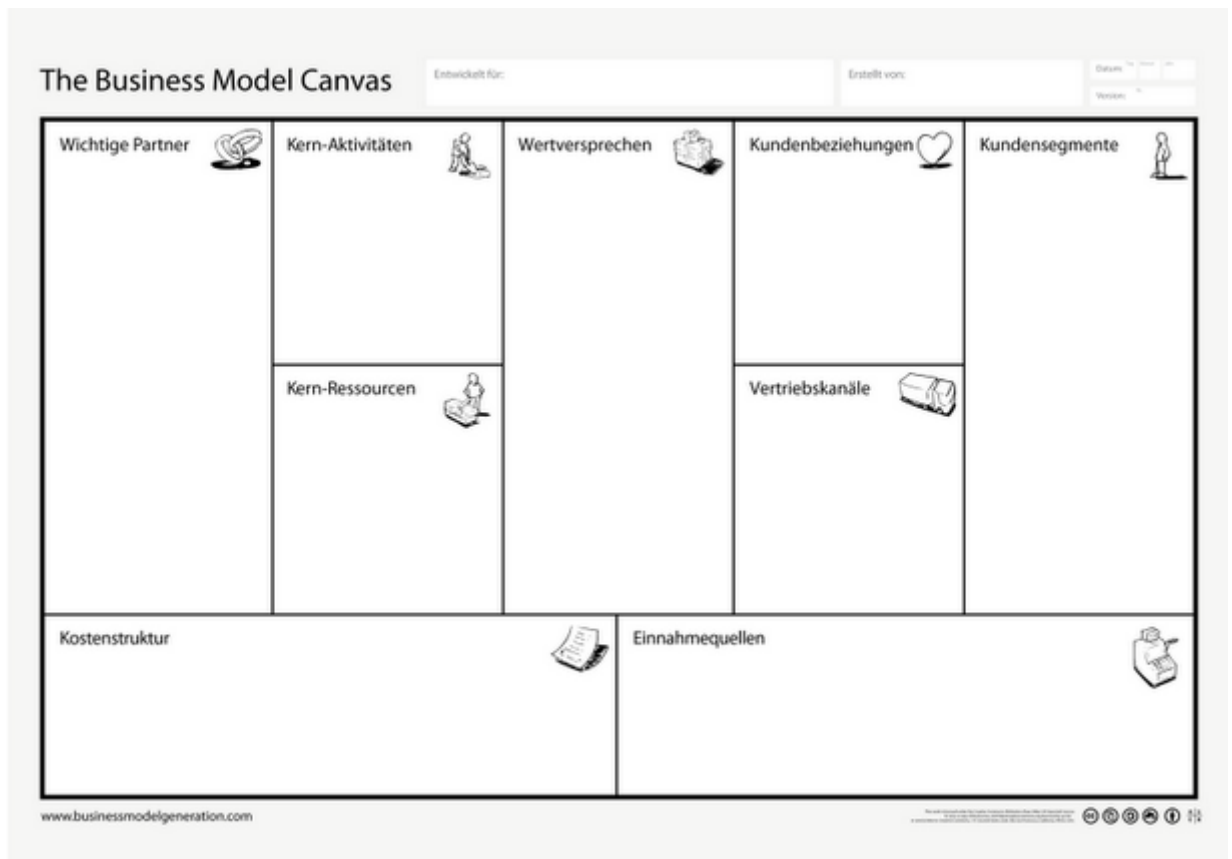 The Business Model Canvas
Entwickelt für:
Erstellt von:
Datum:
Version:
Wichtige Partner
Kern-Aktivitäten
Wertversprechen
Kundenbeziehungen
Kundensegmente
Kern-Ressourcen
Vertriebskanäle
Kostenstruktur
Einnahmequellen
www.businessmodelgeneration.com